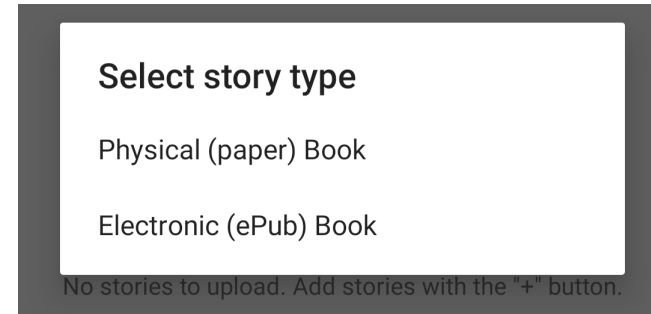 Select story type
Physical (paper) Book
Electronic (ePub) Book
No stories to upload. Add stories with the "+" button.